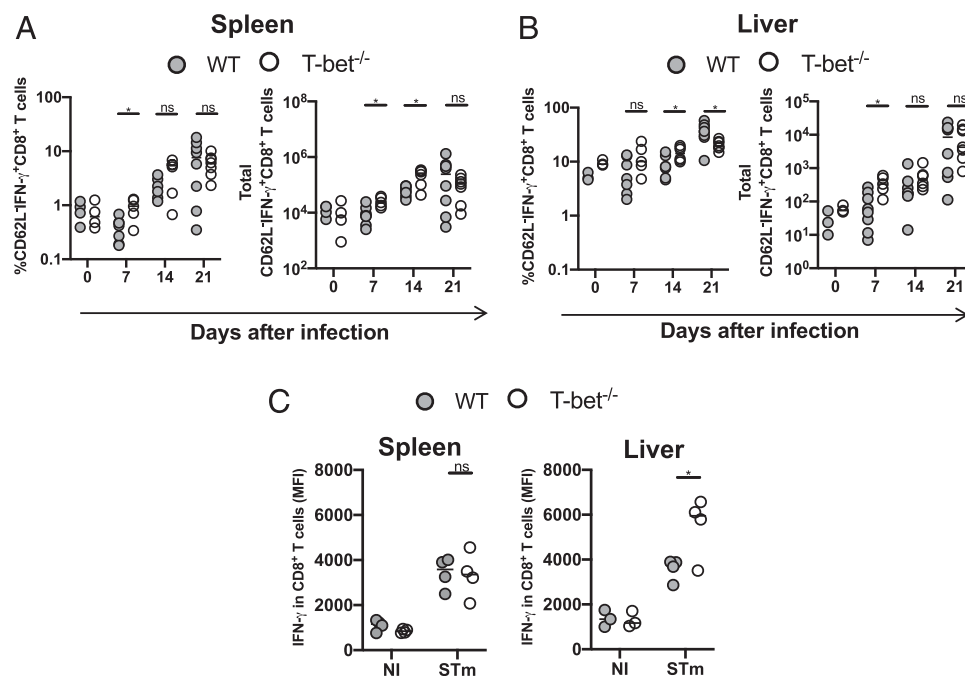 A
Spleen
WT T-bet-/-
%CD62L-IFN-γ+CD8+ T cells
100
10
1
0.1
* ns ns
0 7 14 21
Total
CD62L-IFN-γ+CD8+ T cells
10^8
10^6
10^4
10^2
* * ns
0 7 14 21
Days after infection
B
Liver
WT T-bet-/-
%CD62L-IFN-γ+CD8+ T cells
100
10
1
0.1
ns * *
0 7 14 21
Total
CD62L-IFN-γ+CD8+ T cells
10^5
10^4
10^3
10^2
10^1
10^0
* ns ns
0 7 14 21
Days after infection
C
WT T-bet-/-
Spleen
IFN-γ in CD8+ T cells (MFI)
8000
6000
4000
2000
0
ns
NI STm
Liver
IFN-γ in CD8+ T cells (MFI)
8000
6000
4000
2000
0
*
NI STm